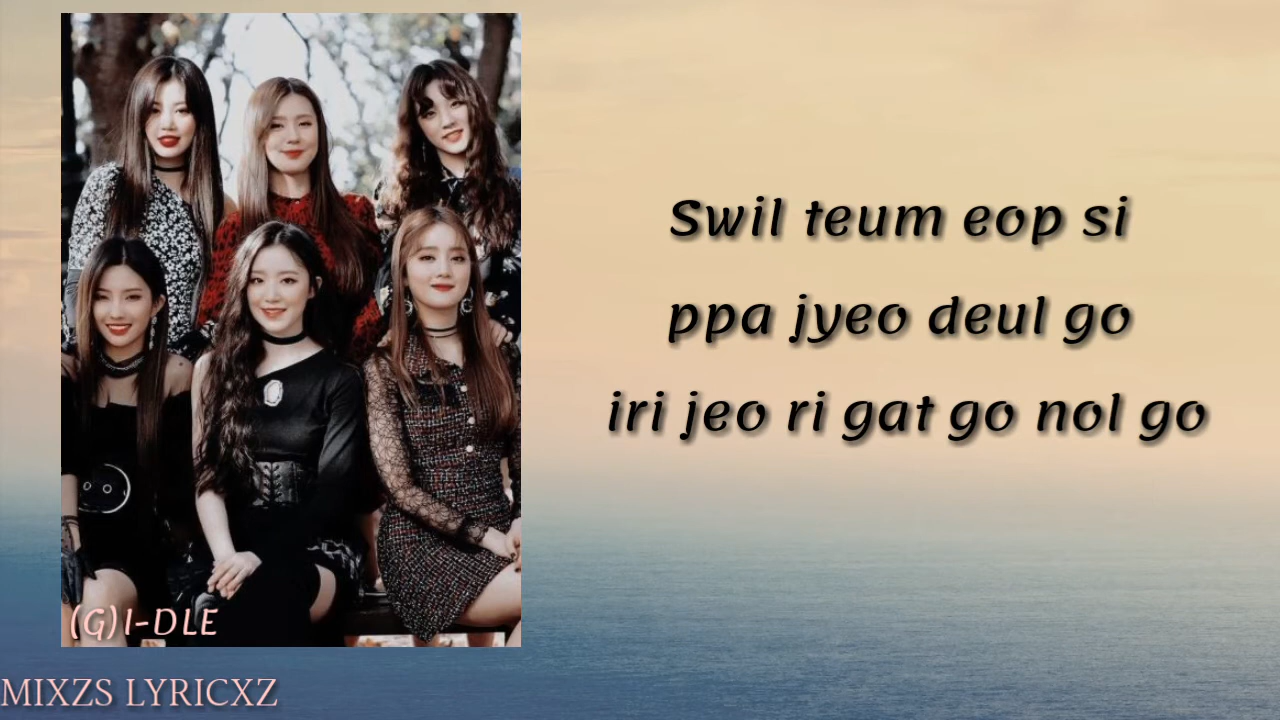 Swil teum eop si
ppa jyeo deul go
iri jeo ri gat go nol go
(G)I-DLE
MIXZS LYRICXZ